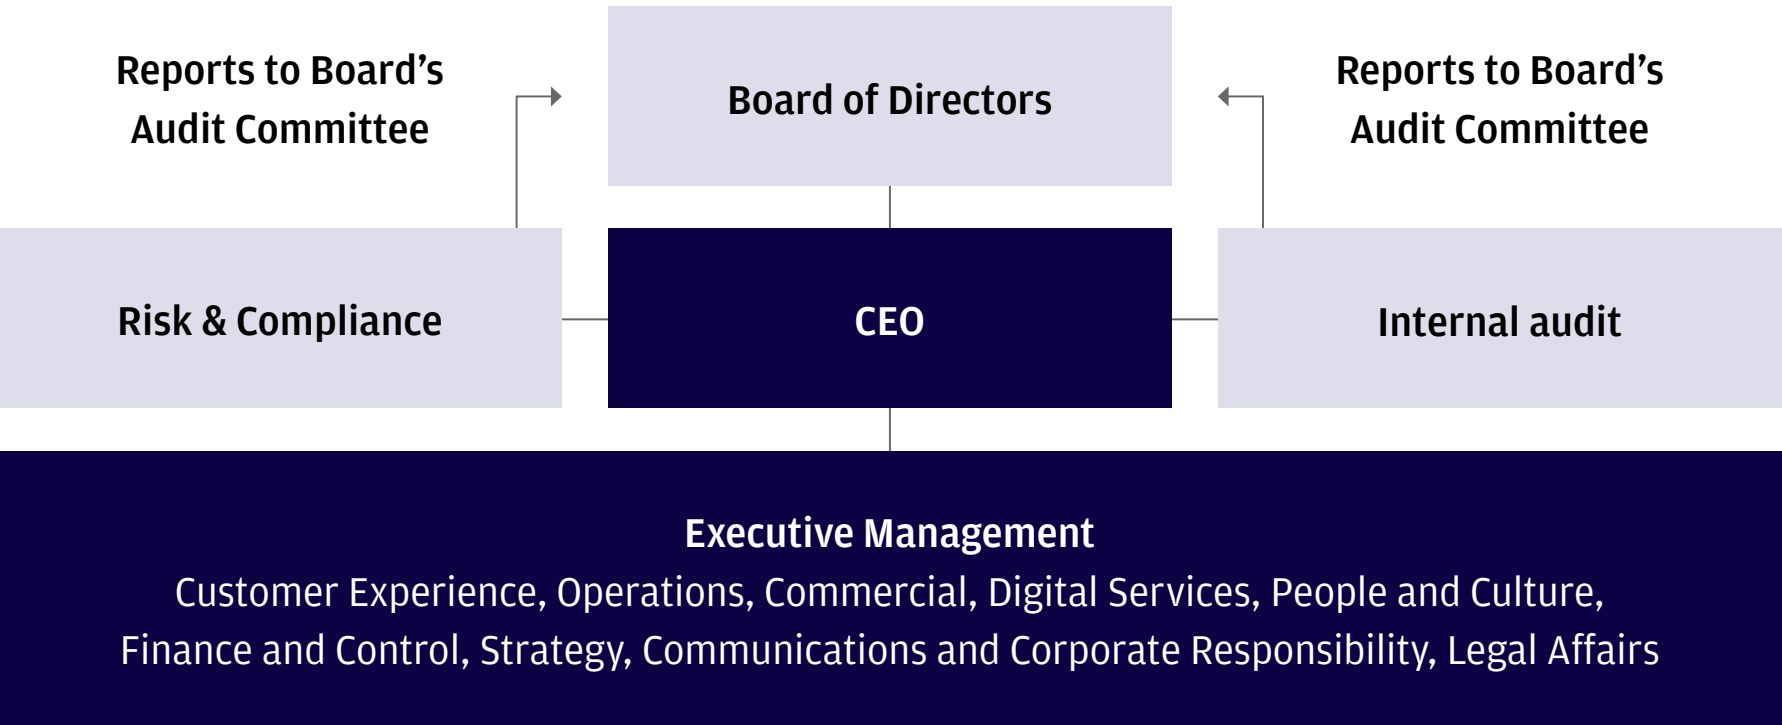 Reports to Board’s
Audit Committee
Board of Directors
Reports to Board’s
Audit Committee
Risk & Compliance
CEO
Internal audit
Executive Management
Customer Experience, Operations, Commercial, Digital Services, People and Culture,
Finance and Control, Strategy, Communications and Corporate Responsibility, Legal Affairs